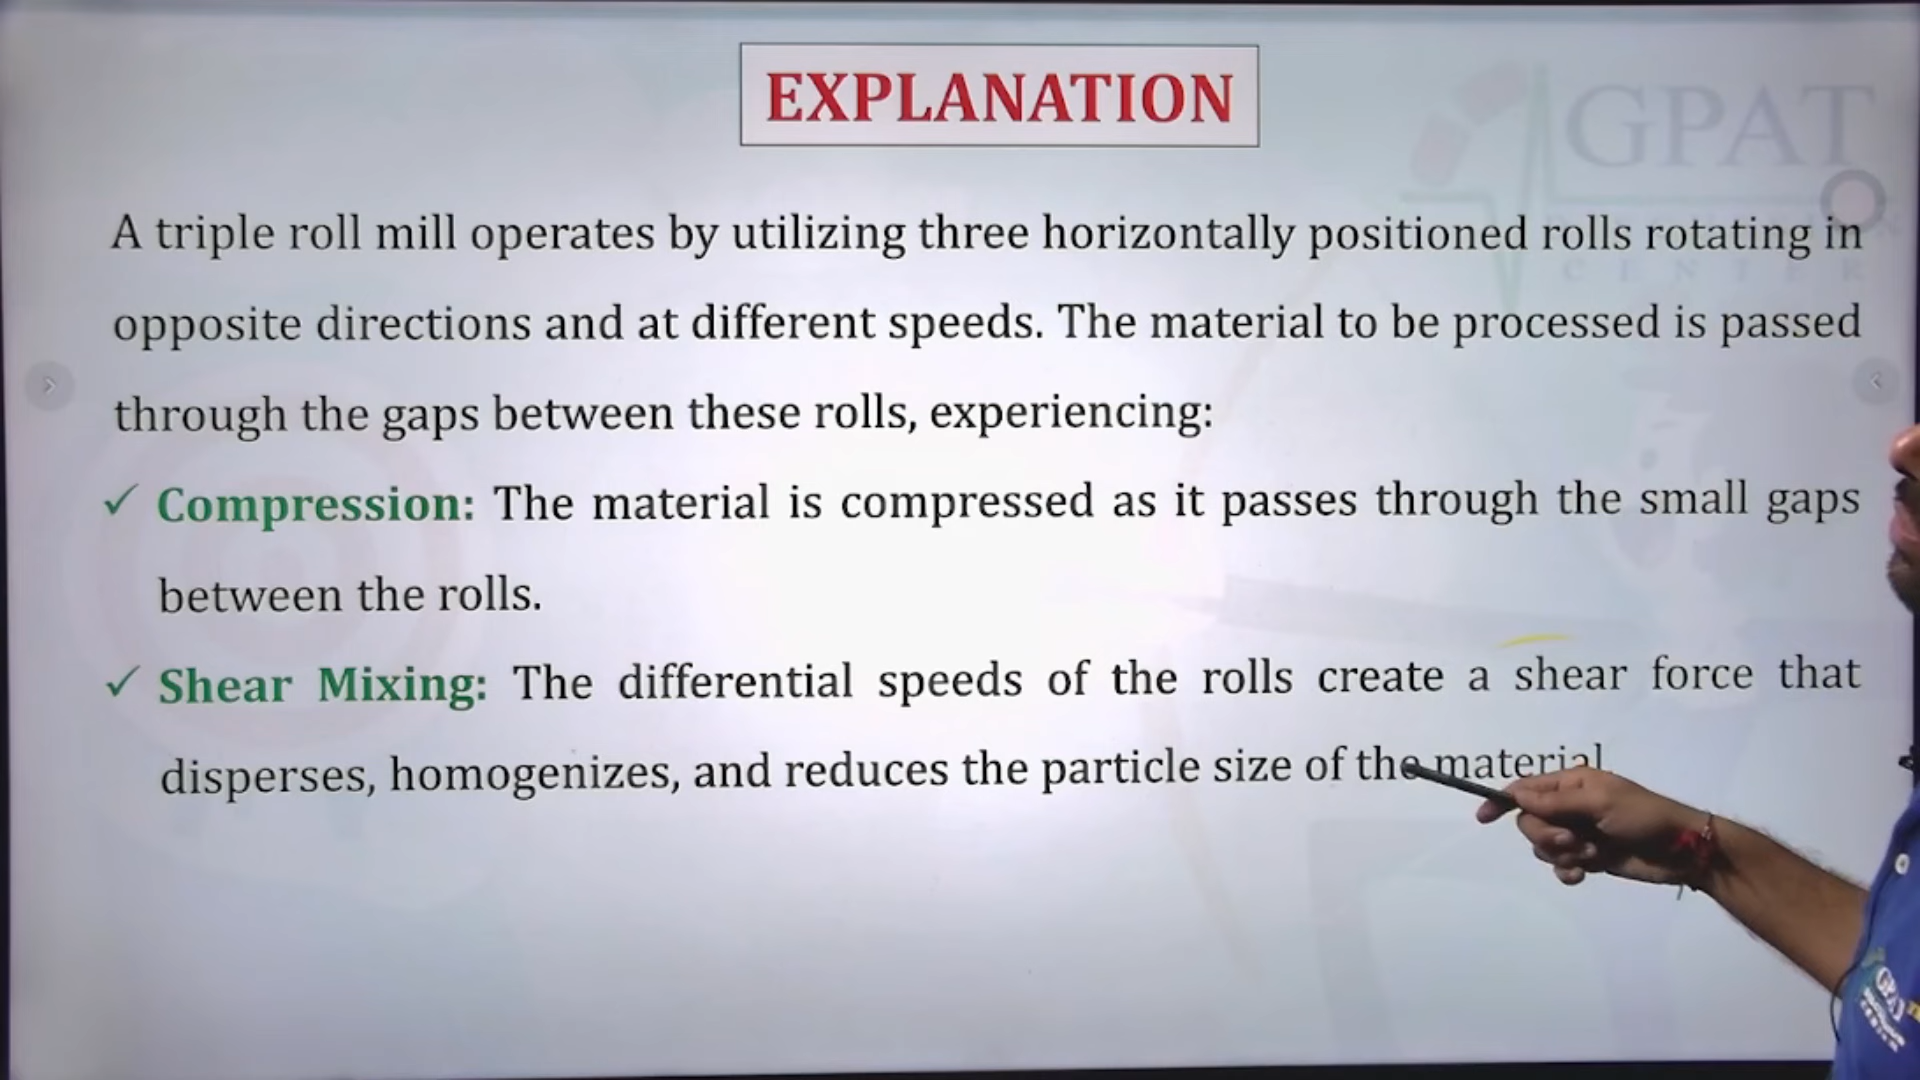 EXPLANATION
GPAT
CENTER
A triple roll mill operates by utilizing three horizontally positioned rolls rotating in
opposite directions and at different speeds. The material to be processed is passed
through the gaps between these rolls, experiencing:
✓ Compression: The material is compressed as it passes through the small gaps
between the rolls.
✓ Shear Mixing: The differential speeds of the rolls create a shear force that
disperses, homogenizes, and reduces the particle size of the material